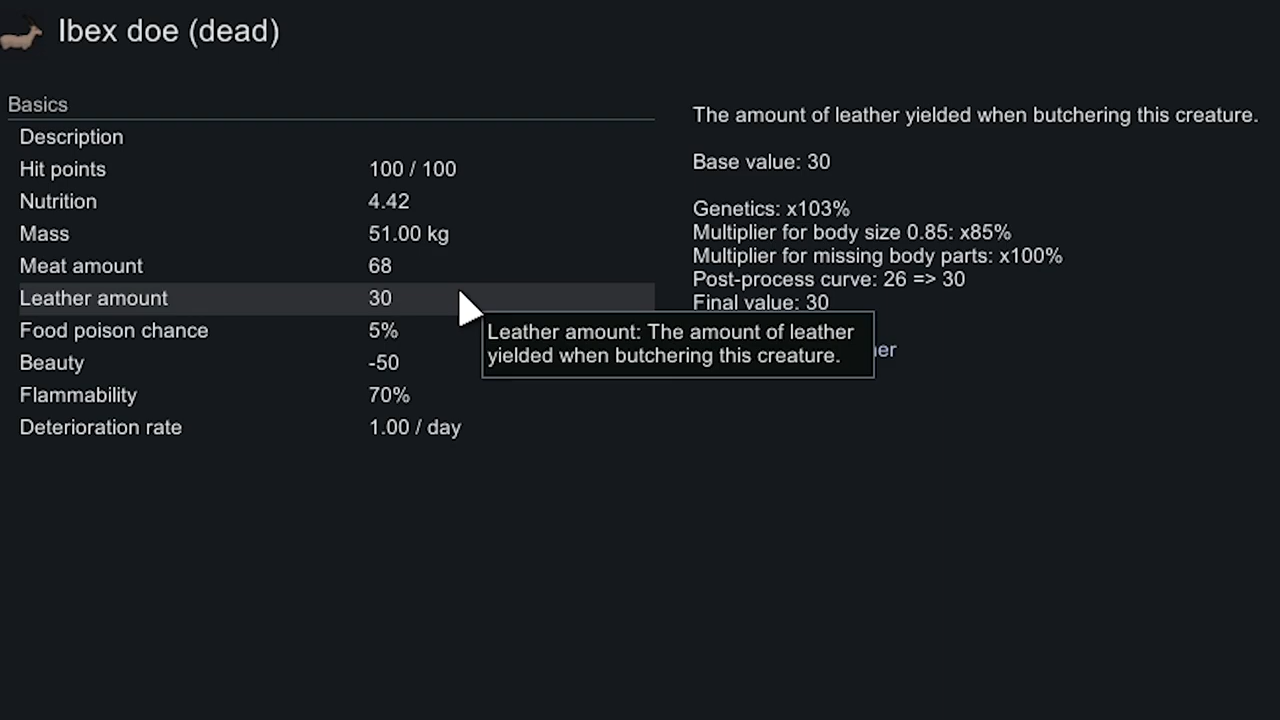 Ibex doe (dead)
Basics
Description
Hit points 100 / 100
Nutrition 4.42
Mass 51.00 kg
Meat amount 68
Leather amount 30
Food poison chance 5%
Beauty -50
Flammability 70%
Deterioration rate 1.00 / day
The amount of leather yielded when butchering this creature.
Base value: 30
Genetics: x103%
Multiplier for body size 0.85: x85%
Multiplier for missing body parts: x100%
Post-process curve: 26 => 30
Final value: 30
Leather amount: The amount of leather
yielded when butchering this creature.